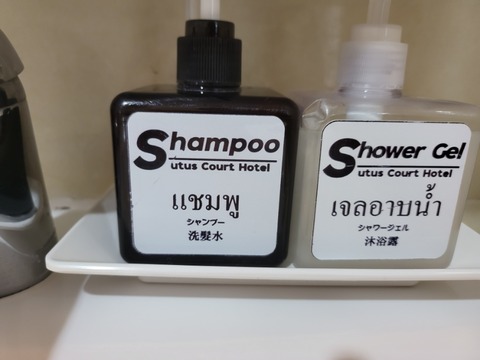 Shampoo
Sutus Court Hotel
แชมพู
シャンプー
洗髮水
Shower Gel
Sutus Court Hotel
เจลอาบน้ำ
シャワージェル
沐浴露